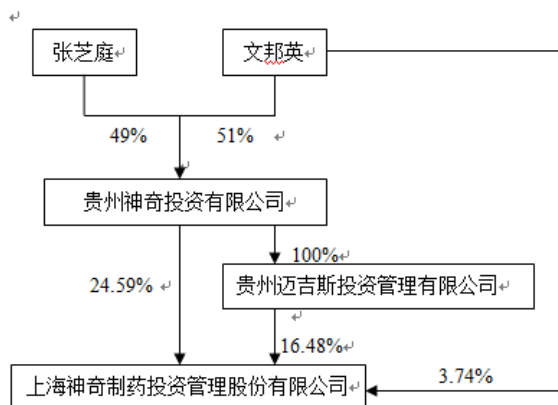 张芝庭
文邦英
49%
51%
贵州神奇投资有限公司
100%
24.59%
贵州迈吉斯投资管理有限公司
16.48%
3.74%
上海神奇制药投资管理股份有限公司